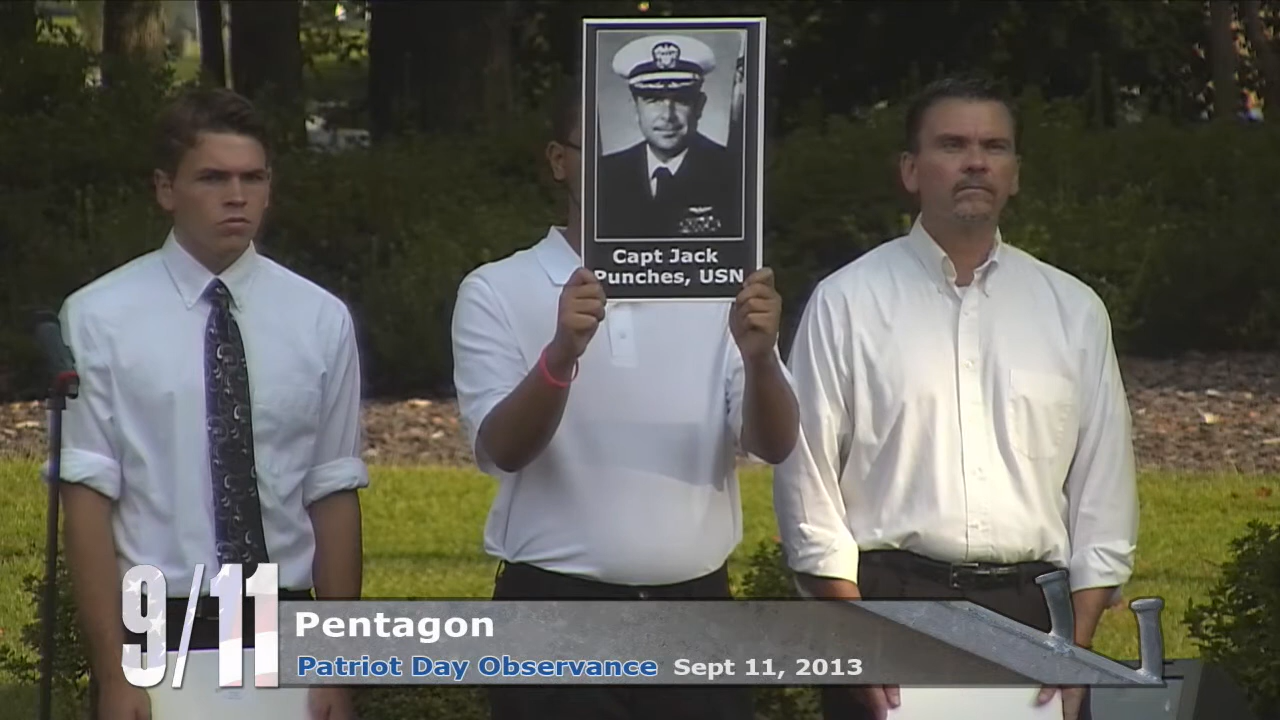 Capt Jack
Punches, USN
9/11
Pentagon
Patriot Day Observance Sept 11, 2013